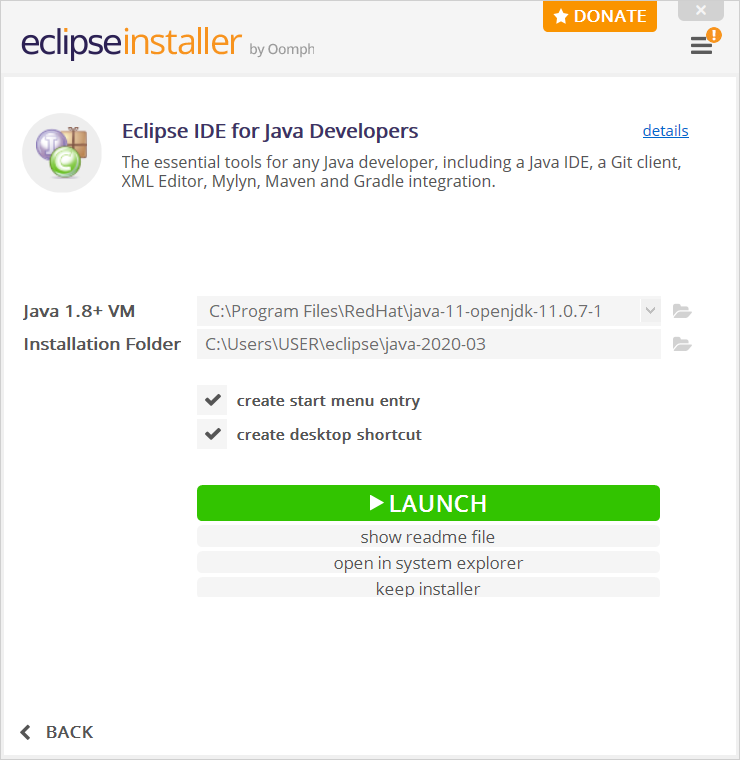 DONATE
eclipseinstaller by Oomph
Eclipse IDE for Java Developers
details
The essential tools for any Java developer, including a Java IDE, a Git client,
XML Editor, Mylyn, Maven and Gradle integration.
Java 1.8+ VM
C:\Program Files\RedHat\java-11-openjdk-11.0.7-1
Installation Folder
C:\Users\USER\eclipse\java-2020-03
create start menu entry
create desktop shortcut
LAUNCH
show readme file
open in system explorer
keep installer
BACK